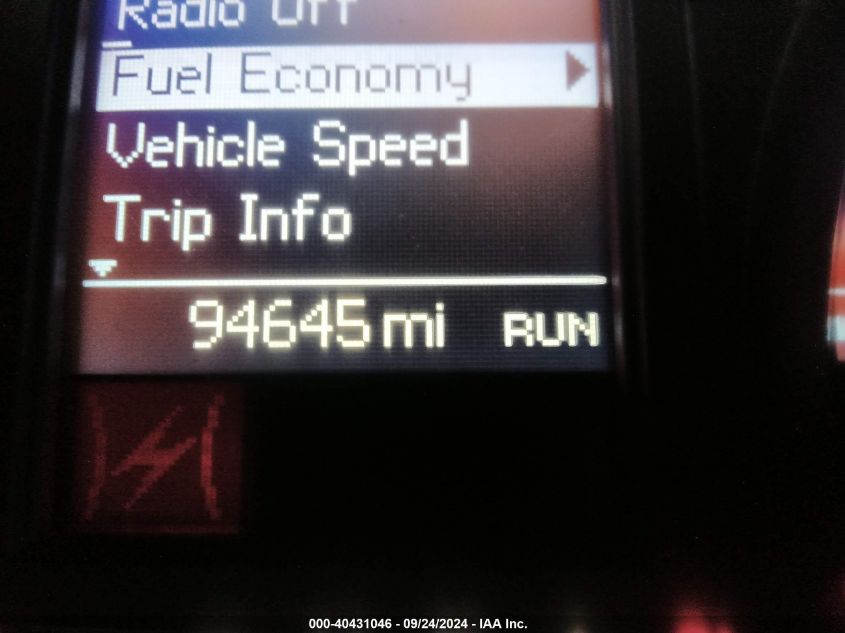 Radio Off
Fuel Economy
Vehicle Speed
Trip Info
94645 mi RUN
000-40431046 - 09/24/2024 - IAA Inc.